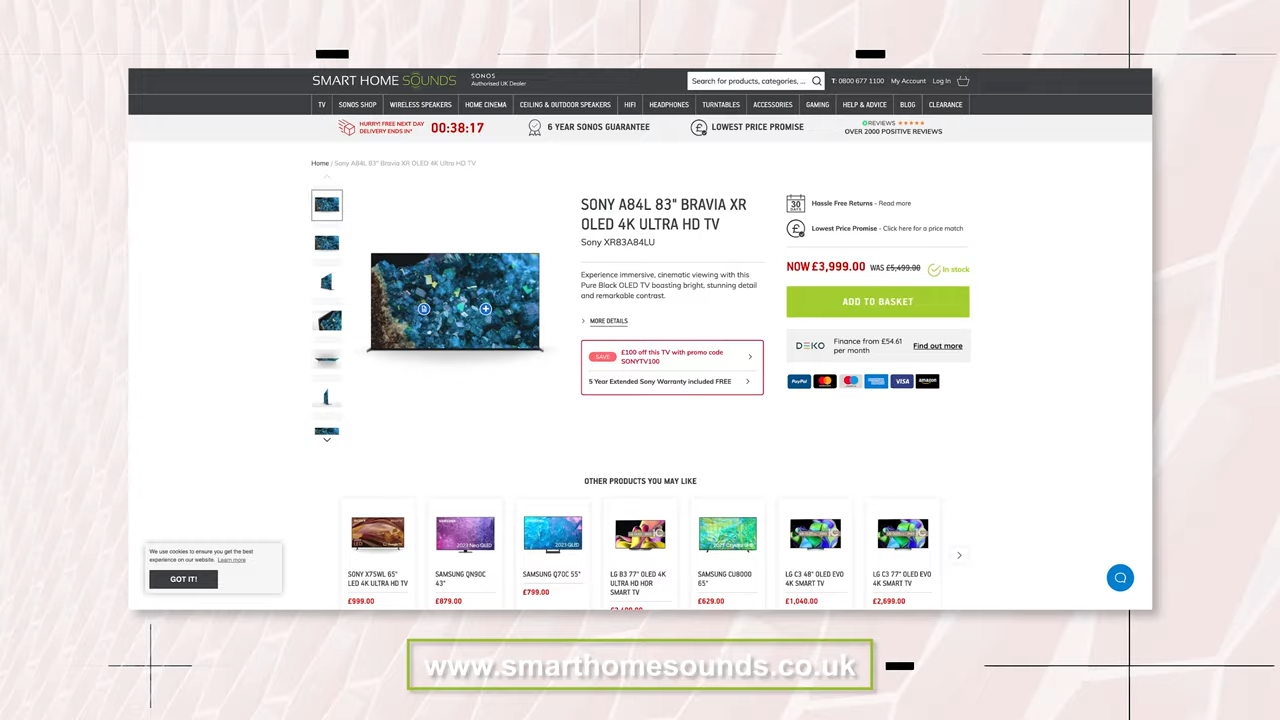 SMART HOME SOUNDS
SONOS
Authorised UK Dealer
Search for products, categories, ...
T: 0800 677 1100
My Account
Log In
TV
SONOS SHOP
WIRELESS SPEAKERS
HOME CINEMA
CEILING & OUTDOOR SPEAKERS
HIFI
HEADPHONES
TURNTABLES
ACCESSORIES
GAMING
HELP & ADVICE
BLOG
CLEARANCE
HURRY! FREE NEXT DAY
DELIVERY ENDS IN*
00:38:17
6 YEAR SONOS GUARANTEE
LOWEST PRICE PROMISE
REVIEWS
OVER 2000 POSITIVE REVIEWS
Home / Sony A84L 83" Bravia XR OLED 4K Ultra HD TV
SONY A84L 83" BRAVIA XR
OLED 4K ULTRA HD TV
Sony XR83A84LU
Experience immersive, cinematic viewing with this
Pure Black OLED TV boasting bright, stunning detail
and remarkable contrast.
MORE DETAILS
SAVE
£100 off this TV with promo code
SONYTV100
5 Year Extended Sony Warranty included FREE
30
DAYS
Hassle Free Returns - Read more
Lowest Price Promise - Click here for a price match
NOW £3,999.00 WAS £5,499.00
In stock
ADD TO BASKET
DEKO
Finance from £54.61
per month
Find out more
PayPal
VISA
amazon
OTHER PRODUCTS YOU MAY LIKE
2023 Neo QLED
2023 QLED
SONY X75WL 65"
LED 4K ULTRA HD TV
£999.00
SAMSUNG QN90C
43"
£879.00
SAMSUNG Q70C 55"
£799.00
LG B3 77" OLED 4K
ULTRA HD HDR
SMART TV
SAMSUNG CU8000
65"
£629.00
LG C3 48" OLED EVO
4K SMART TV
£1,040.00
LG C3 77" OLED EVO
4K SMART TV
£2,699.00
We use cookies to ensure you get the best
experience on our website. Learn more
GOT IT!
www.smarthomesounds.co.uk